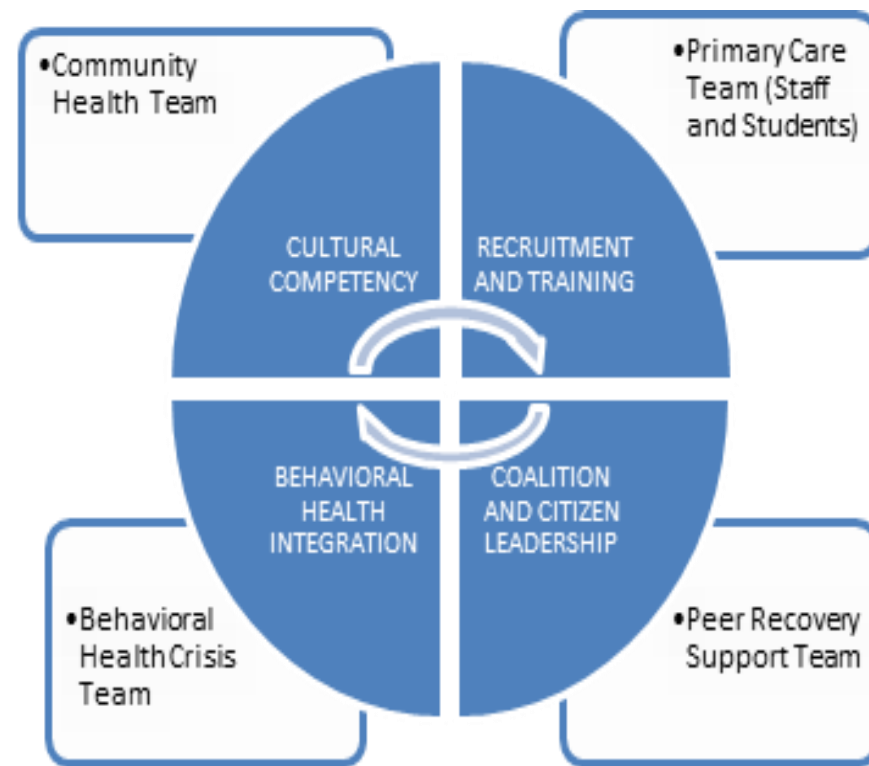 •Community
Health Team
•Primary Care
Team (Staff
and Students)
CULTURAL
COMPETENCY
RECRUITMENT
AND TRAINING
BEHAVIORAL
HEALTH
INTEGRATION
COALITION
AND CITIZEN
LEADERSHIP
•Behavioral
Health Crisis
Team
•Peer Recovery
Support Team